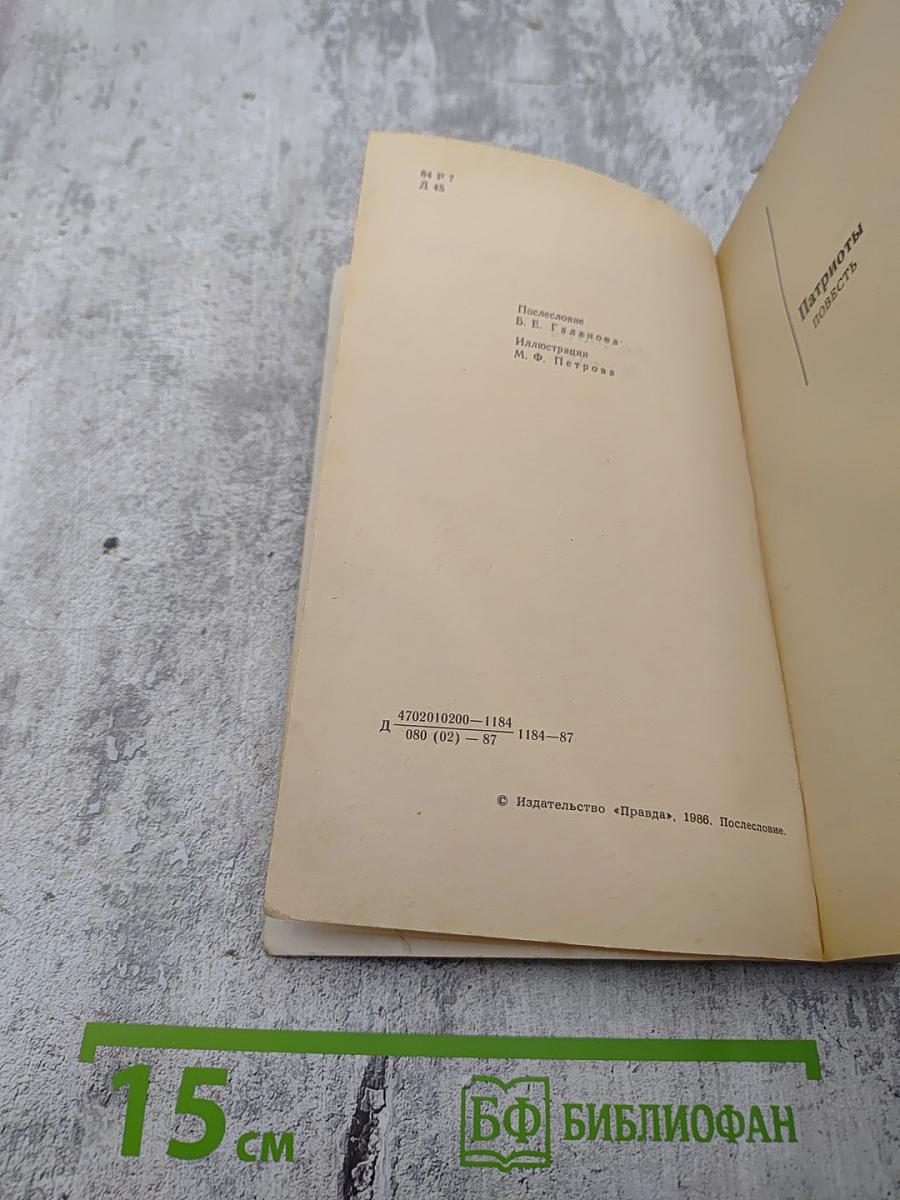 84 Р 7
Д 45
Послесловие
Б. Е. Галанова
Иллюстрации
М. Ф. Петрова
Д 4702010200—1184
080 (02) — 87
1184—87
© Издательство «Правда», 1986. Послесловие.
Патриоты
ПОВЕСТЬ
15 см
БФ БИБЛИОФАН